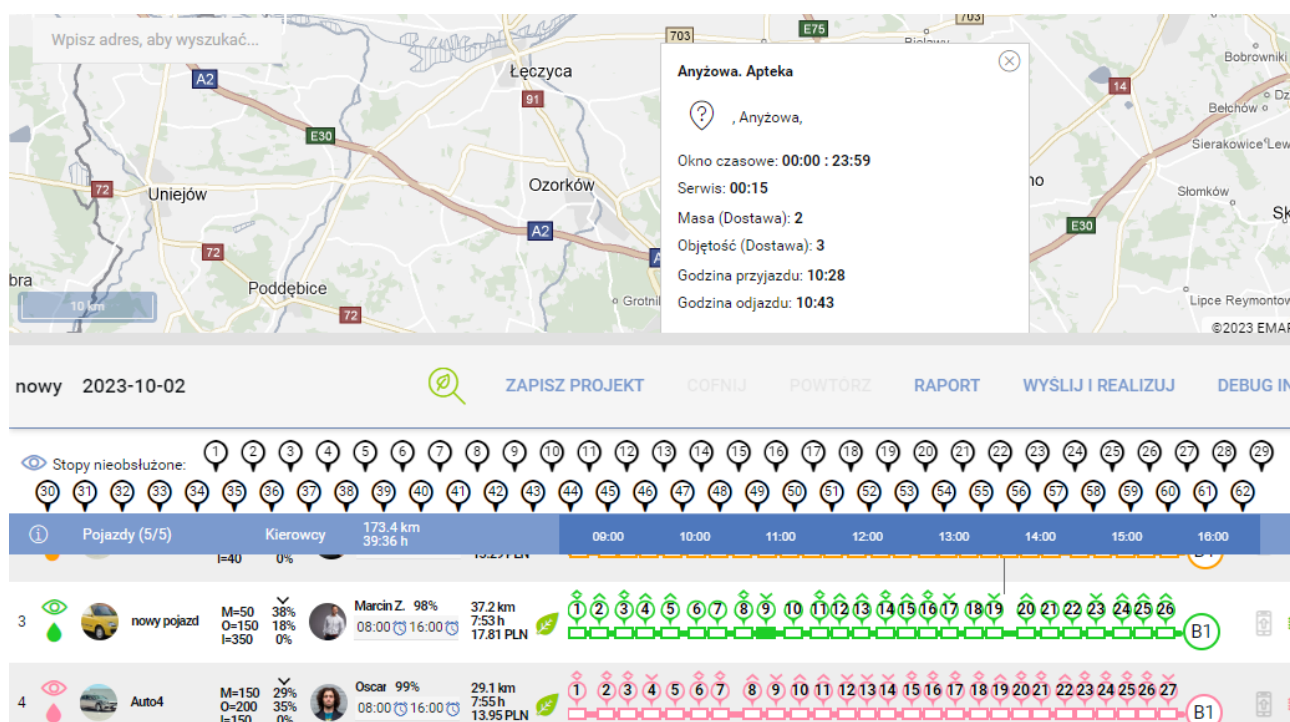 703
703
E75
Bielawy
Wpisz adres, aby wyszukać...
Łęczyca
Anyżowa. Apteka
Bobrowniki
A2
91
14
Bełchów
, Anyżowa,
E30
Sierakowice
Okno czasowe: 00:00 : 23:59
72
Uniejów
Ozorków
Serwis: 00:15
Słomków
Masa (Dostawa): 2
A2
E30
72
Objętość (Dostawa): 3
Poddębice
Godzina przyjazdu: 10:28
10 km
72
Godzina odjazdu: 10:43
©2023 EMAP
nowy 2023-10-02 ZAPISZ PROJEKT COFNIJ POWTÓRZ RAPORT WYŚLIJ I REALIZUJ DEBUG IN
Stopy nieobsłużone: 1 2 3 4 5 6 7 8 9 10 11 12 13 14 15 16 17 18 19 20 21 22 23 24 25 26 27 28 29
30 31 32 33 34 35 36 37 38 39 40 41 42 43 44 45 46 47 48 49 50 51 52 53 54 55 56 57 58 59 60 61 62
Pojazdy (5/5) Kierowcy 173.4 km 09:00 10:00 11:00 12:00 13:00 14:00 15:00 16:00
39:36 h
I=40 0%
3 nowy pojazd M=50 38% Marcin Z. 98% 37.2 km 1 2 3 4 5 6 7 8 9 10 11 12 13 14 15 16 17 18 19 20 21 22 23 24 25 26
O=150 18% 08:00 16:00 7:53 h B1
I=350 0% 17.81 PLN
4 Auto4 M=150 29% Oscar 99% 29.1 km 1 2 3 4 5 6 7 8 9 10 11 12 13 14 15 16 17 18 19 20 21 22 23 24 25 26 27
O=200 35% 08:00 16:00 7:55 h B1
I=150 0% 13.95 PLN